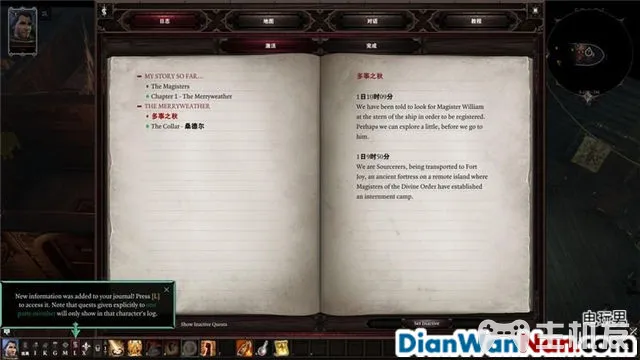 日志
地图
对话
教程
激活
完成
MY STORY SO FAR...
The Magisters
Chapter 1 - The Merryweather
THE MERRYWEATHER
多事之秋
The Collar - 桑德尔
多事之秋
1日10时09分
We have been told to look for Magister William
at the stern of the ship in order to be registered.
Perhaps we can explore a little, before we go to
him.
1日9时50分
We are Sourcerers, being transported to Fort
Joy, an ancient fortress on a remote island where
Magisters of the Divine Order have established
an internment camp.
New information was added to your journal! Press [L]
to access it. Note that quests given explicitly to one
party member will only show in that character's log.
Show Inactive Quests
Set Inactive
I K G M L X
电玩男
DianWanNan.com